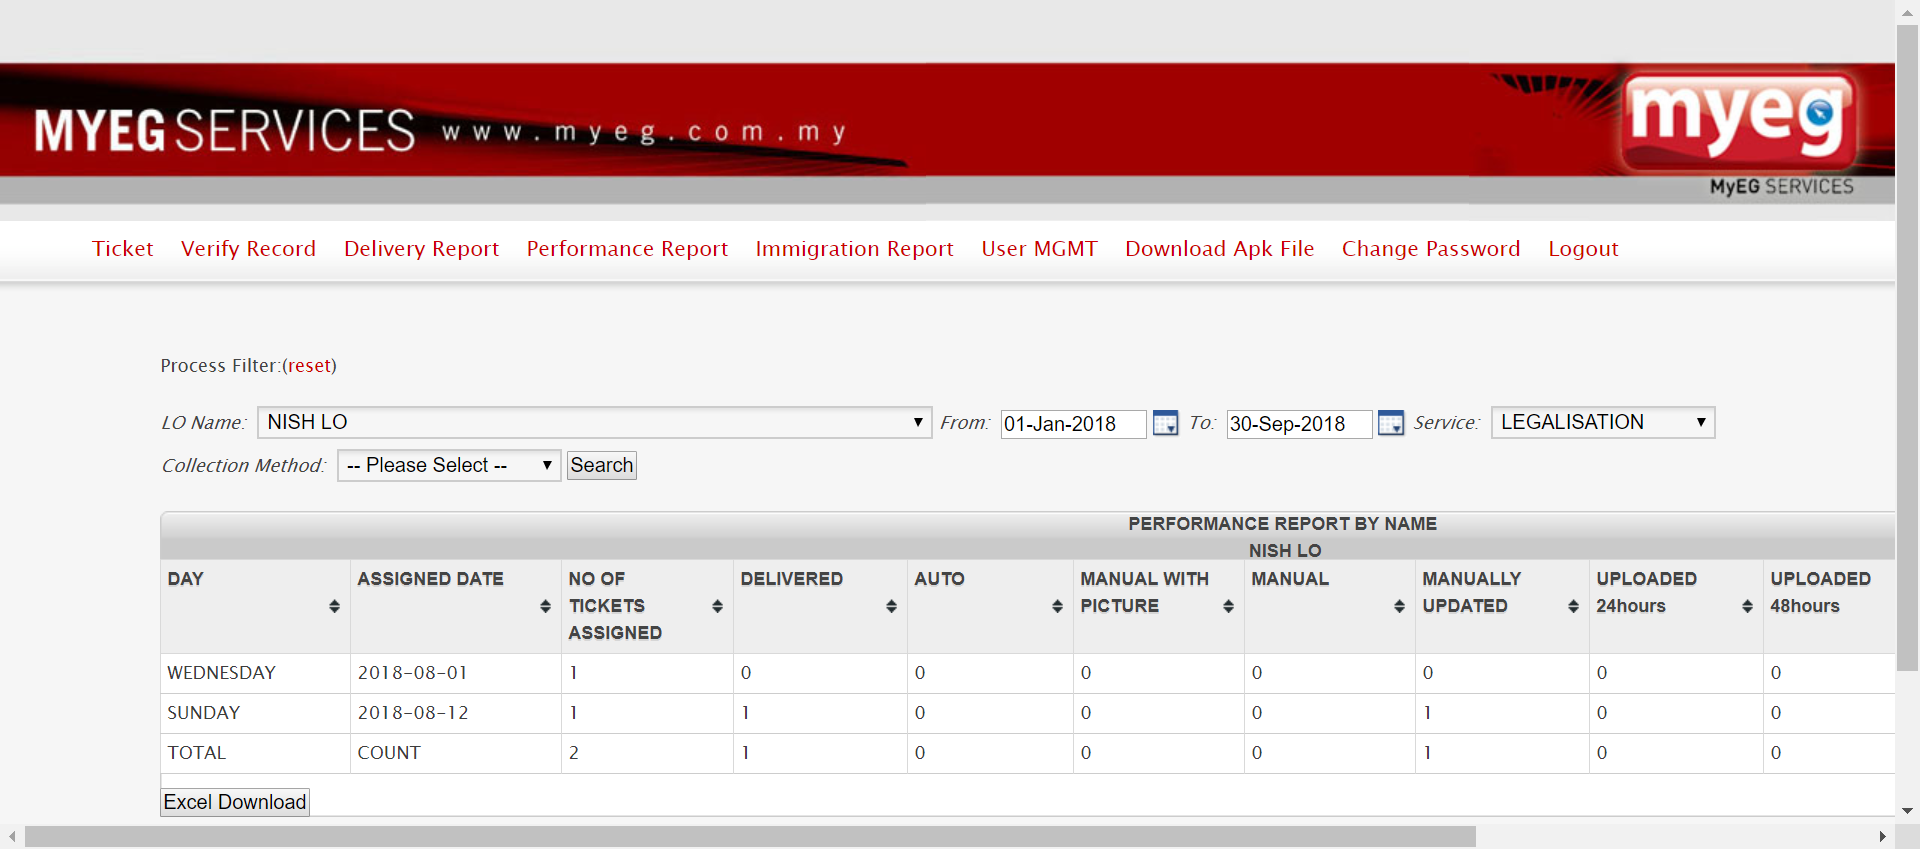 MYEG SERVICES www.myeg.com.my
myeg
MyEG SERVICES
Ticket Verify Record Delivery Report Performance Report Immigration Report User MGMT Download Apk File Change Password Logout
Process Filter:(reset)
LO Name: NISH LO From: 01-Jan-2018 To: 30-Sep-2018 Service: LEGALISATION
Collection Method: -- Please Select -- Search
PERFORMANCE REPORT BY NAME
NISH LO
DAY ASSIGNED DATE NO OF TICKETS ASSIGNED DELIVERED AUTO MANUAL WITH PICTURE MANUAL MANUALLY UPDATED UPLOADED 24hours UPLOADED 48hours
WEDNESDAY 2018-08-01 1 0 0 0 0 0 0 0
SUNDAY 2018-08-12 1 1 0 0 0 1 0 0
TOTAL COUNT 2 1 0 0 0 1 0 0
Excel Download